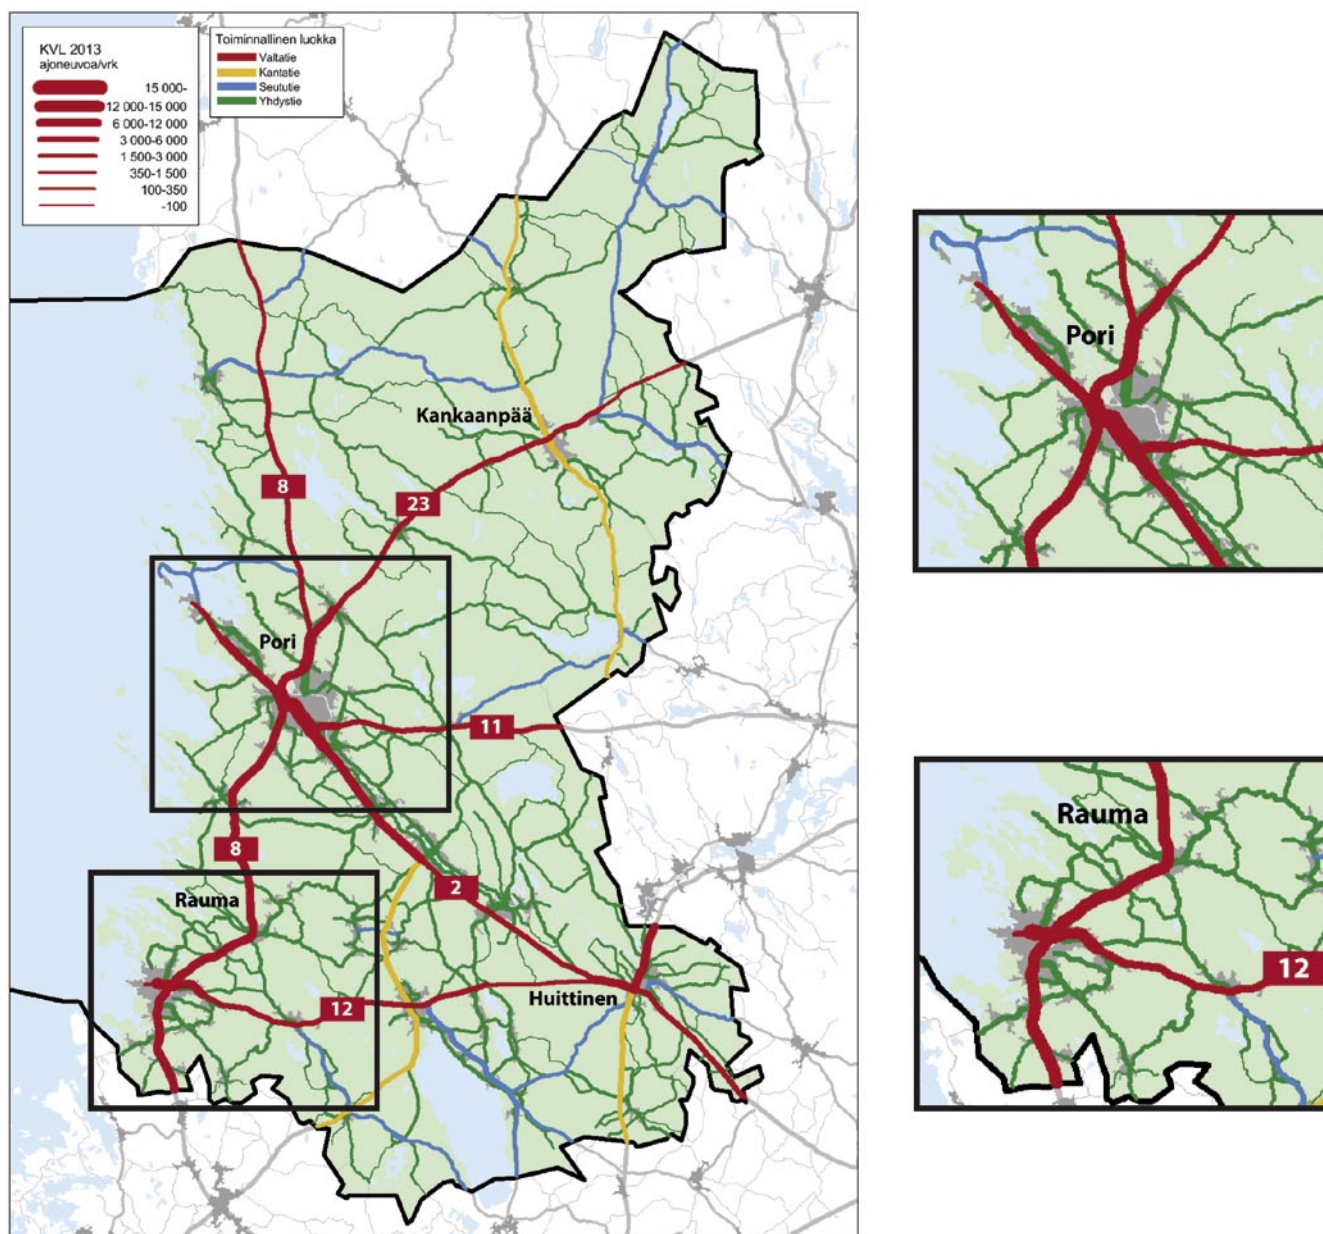 KVL 2013
ajoneuvoa/vrk
15 000-
12 000-15 000
6 000-12 000
3 000-6 000
1 500-3 000
350-1 500
100-350
-100
Toiminnallinen luokka
Valtatie
Kantatie
Seututie
Yhdystie
Kankaanpää
8
23
Pori
11
8
2
Rauma
12
Huittinen
Pori
Rauma
12